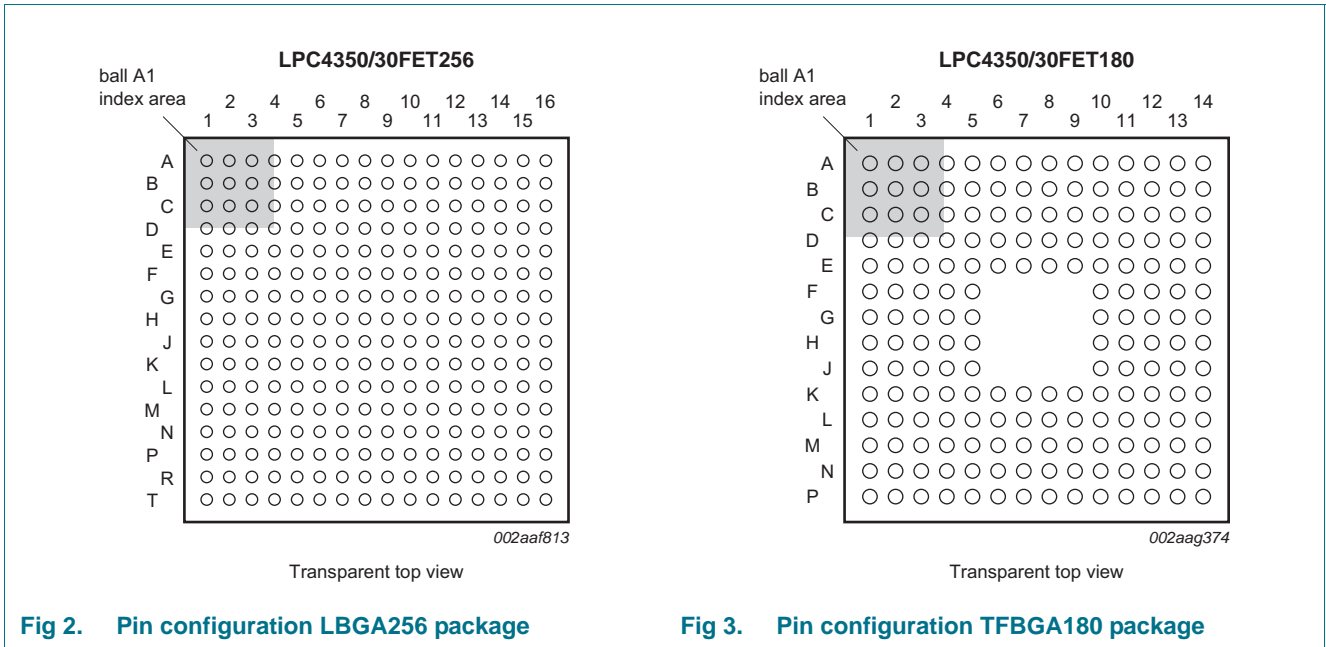 LPC4350/30FET256
ball A1
index area
2 4 6 8 10 12 14 16
1 3 5 7 9 11 13 15
A
B
C
D
E
F
G
H
J
K
L
M
N
P
R
T
002aaf813
Transparent top view
Fig 2. Pin configuration LBGA256 package
LPC4350/30FET180
ball A1
index area
2 4 6 8 10 12 14
1 3 5 7 9 11 13
A
B
C
D
E
F
G
H
J
K
L
M
N
P
002aag374
Transparent top view
Fig 3. Pin configuration TFBGA180 package